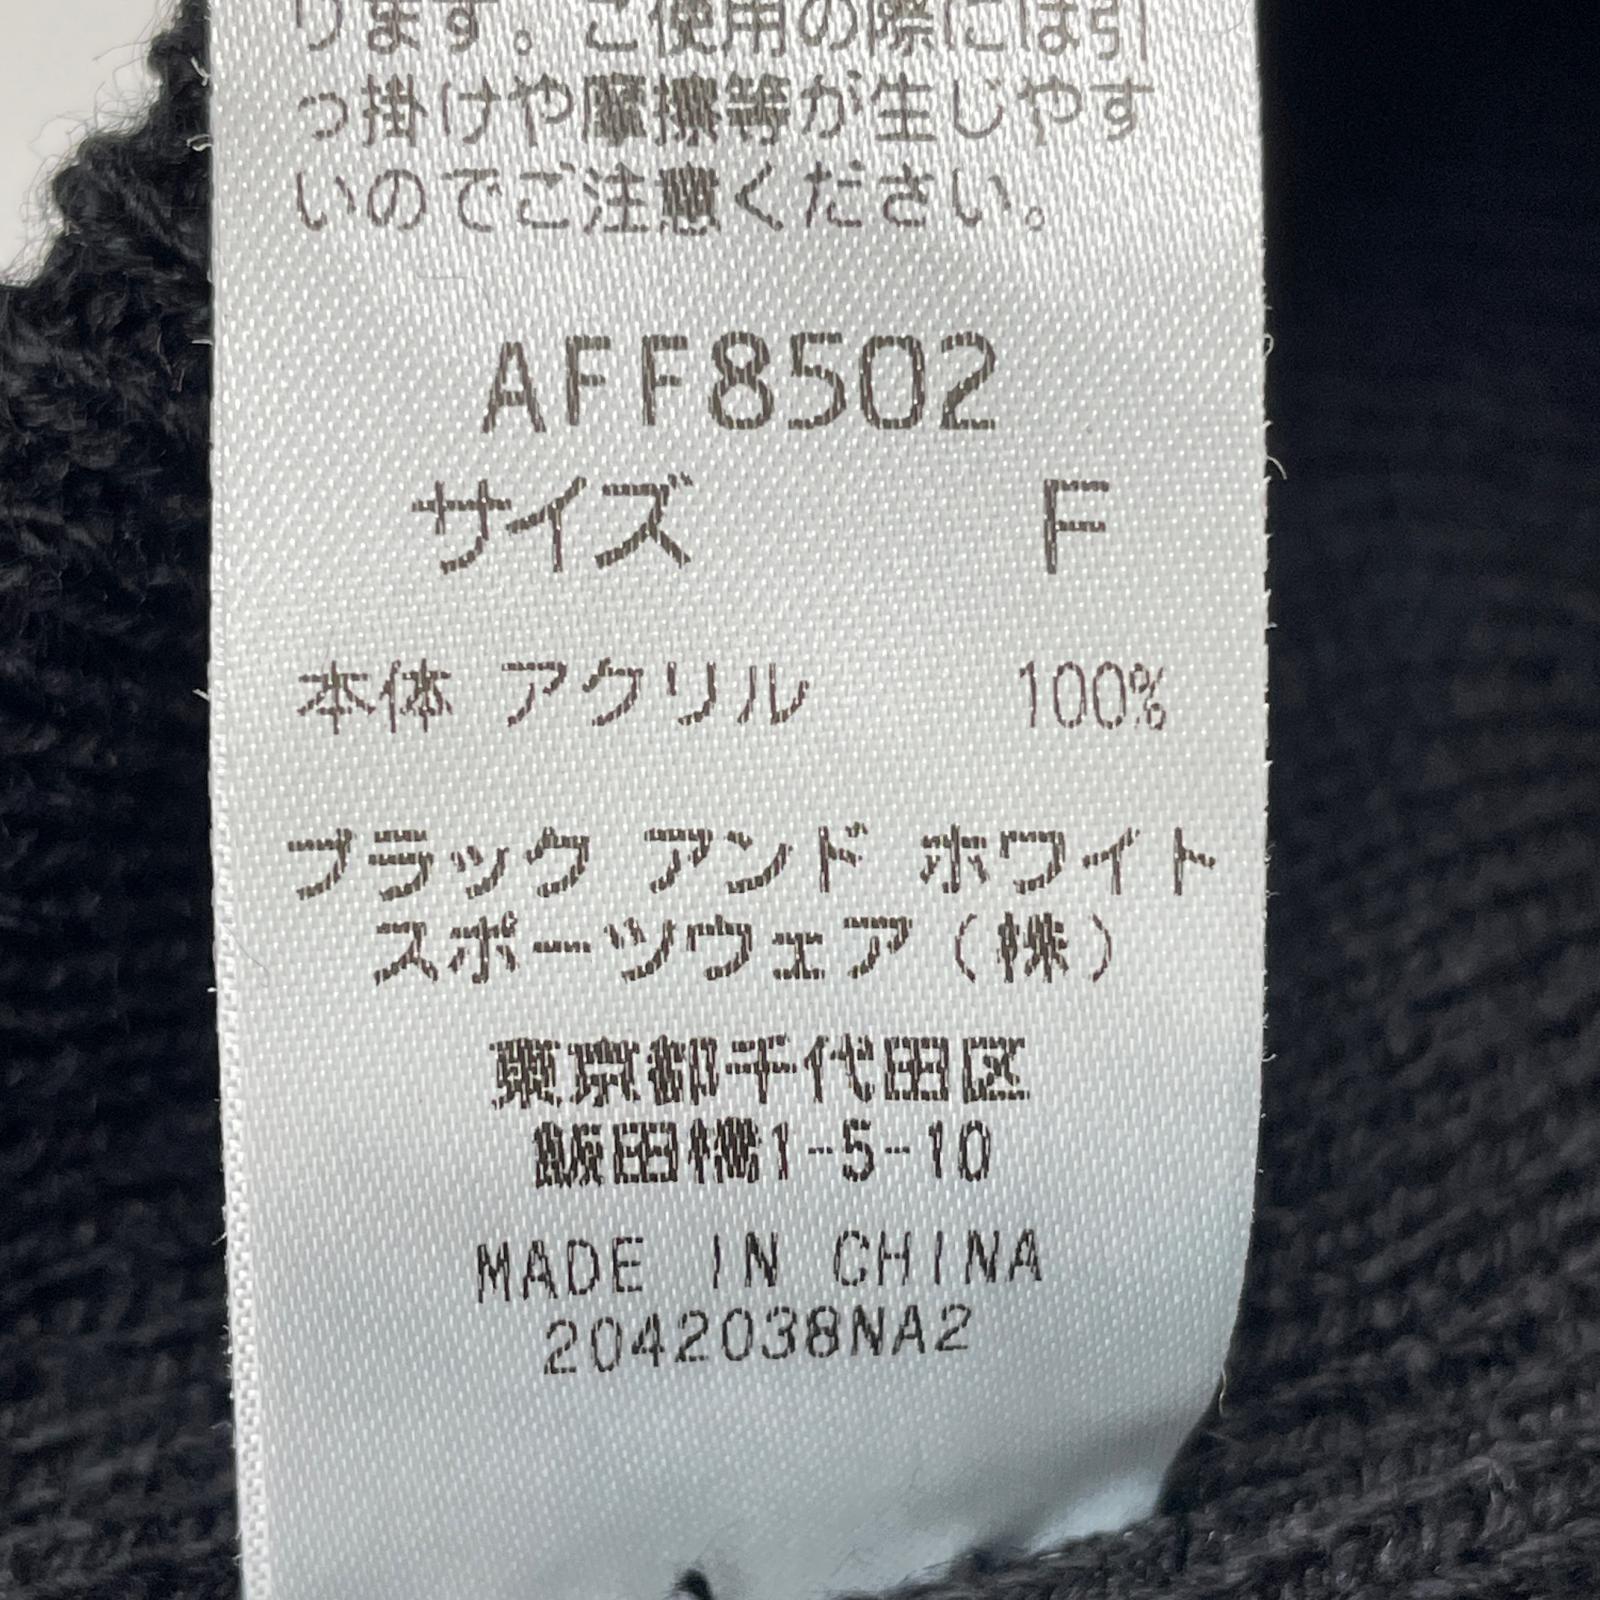 ります。ご使用の際には引
っ掛けや摩擦等が生じやす
いのでご注意ください。
AFF8502
サイズ F
本体 アクリル 100%
ブラック アンド ホワイト
スポーツウェア（株）
東京都千代田区
飯田橋1-5-10
MADE IN CHINA
2042038NA2